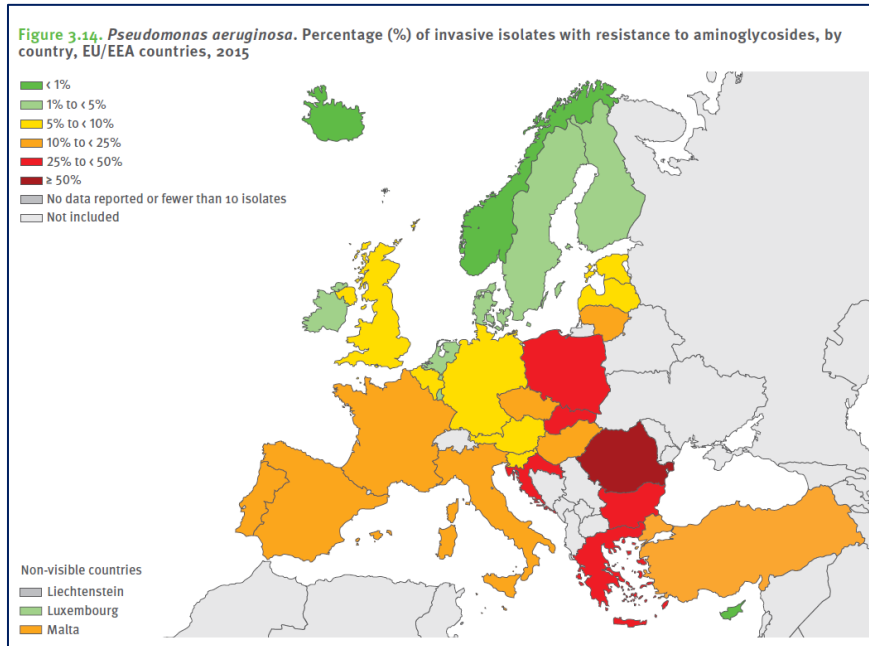 Figure 3.14. Pseudomonas aeruginosa. Percentage (%) of invasive isolates with resistance to aminoglycosides, by
country, EU/EEA countries, 2015
< 1%
1% to < 5%
5% to < 10%
10% to < 25%
25% to < 50%
≥ 50%
No data reported or fewer than 10 isolates
Not included
Non-visible countries
Liechtenstein
Luxembourg
Malta